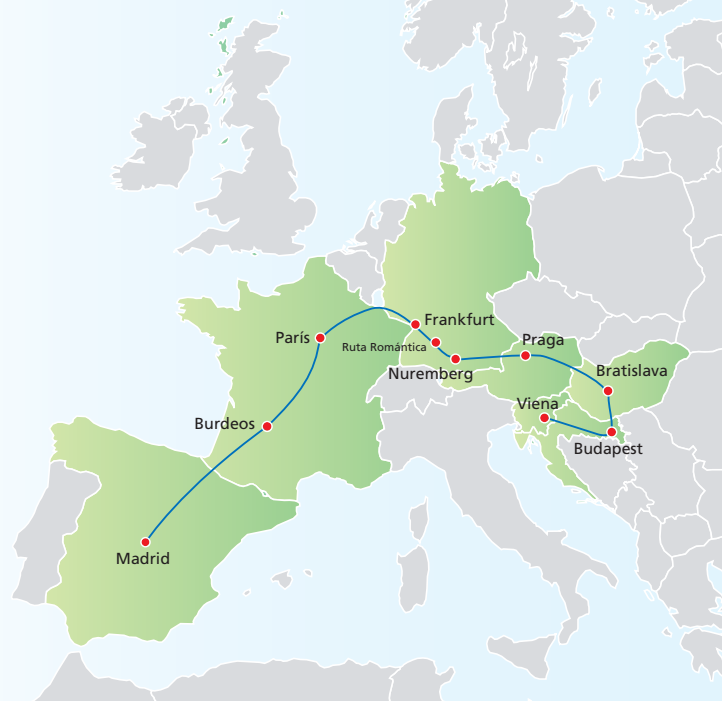 Frankfurt
París
Praga
Ruta Romántica
Nuremberg
Bratislava
Viena
Burdeos
Budapest
Madrid